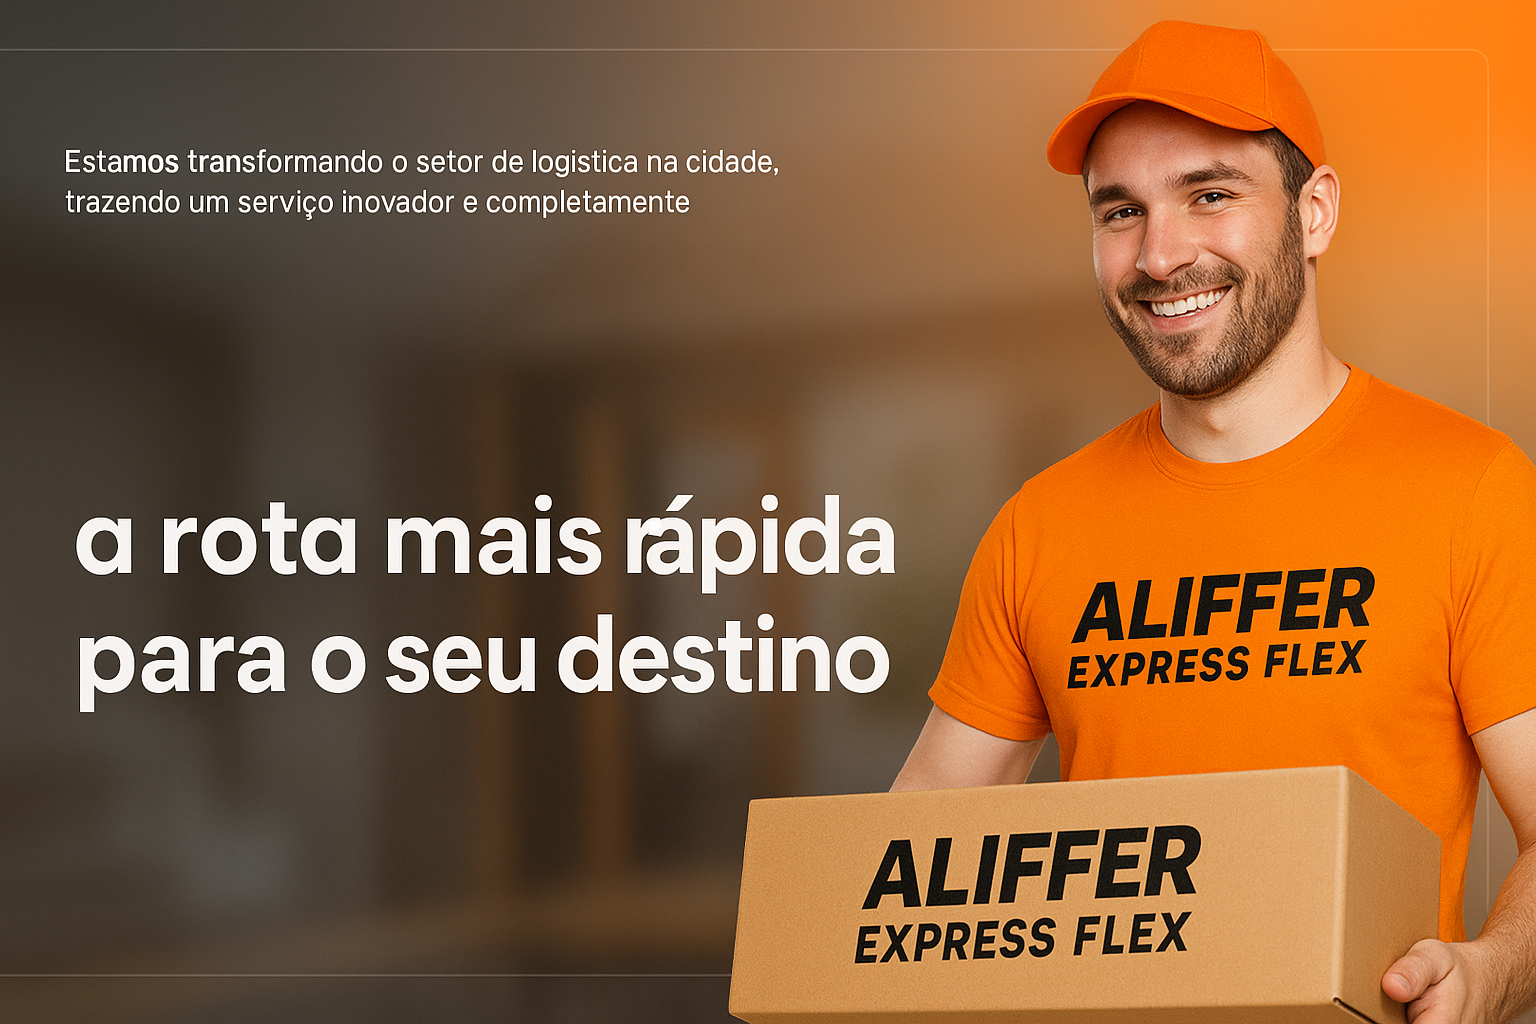 Estamos transformando o setor de logistica na cidade,
trazendo um serviço inovador e completamente
a rota mais rápida
para o seu destino
ALIFFER
EXPRESS FLEX
ALIFFER
EXPRESS FLEX